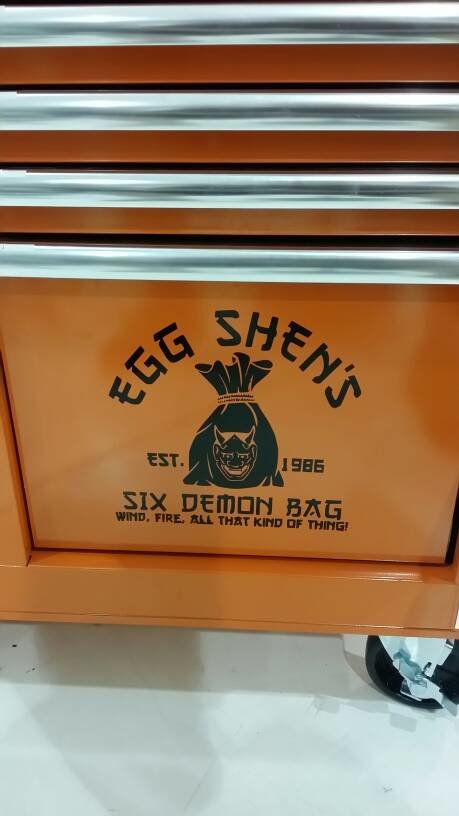 EGG SHEN'S
EST. 1986
SIX DEMON BAG
WIND, FIRE, ALL THAT KIND OF THING!